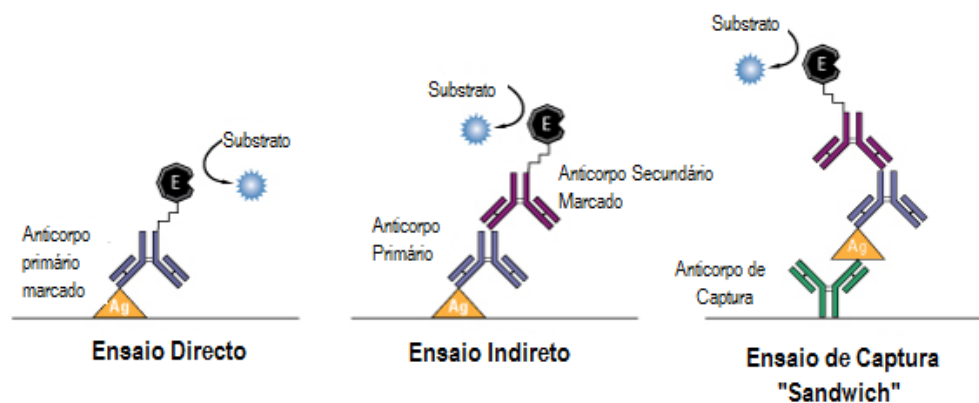 Substrato
E
Anticorpo
primário
marcado
Ag
Ensaio Directo
Substrato
E
Anticorpo Secundário
Marcado
Anticorpo
Primário
Ag
Ensaio Indireto
Substrato
E
Ag
Anticorpo de
Captura
Ensaio de Captura
"Sandwich"